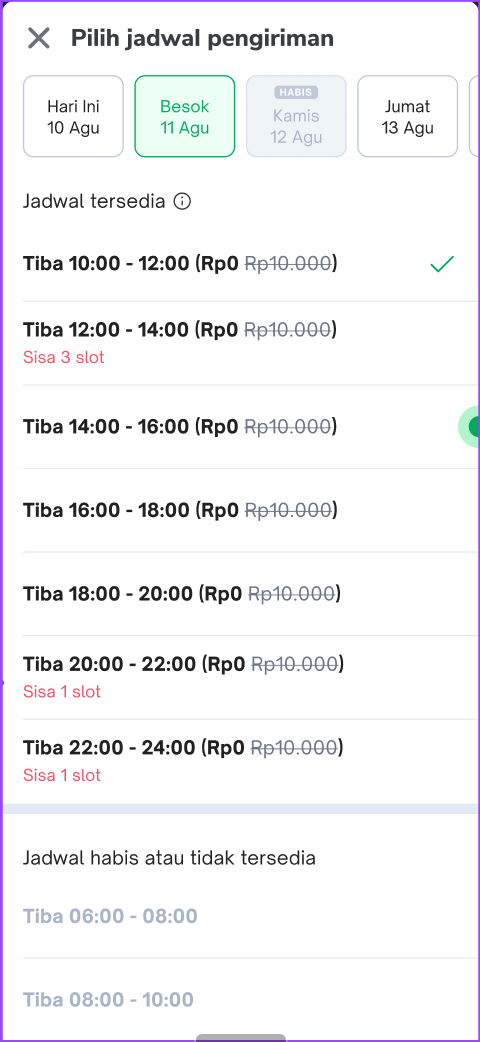 Pilih jadwal pengiriman
Hari Ini
10 Agu
Besok
11 Agu
HABIS
Kamis
12 Agu
Jumat
13 Agu
Jadwal tersedia
Tiba 10:00 - 12:00 (Rp0 Rp10.000)
Tiba 12:00 - 14:00 (Rp0 Rp10.000)
Sisa 3 slot
Tiba 14:00 - 16:00 (Rp0 Rp10.000)
Tiba 16:00 - 18:00 (Rp0 Rp10.000)
Tiba 18:00 - 20:00 (Rp0 Rp10.000)
Tiba 20:00 - 22:00 (Rp0 Rp10.000)
Sisa 1 slot
Tiba 22:00 - 24:00 (Rp0 Rp10.000)
Sisa 1 slot
Jadwal habis atau tidak tersedia
Tiba 06:00 - 08:00
Tiba 08:00 - 10:00